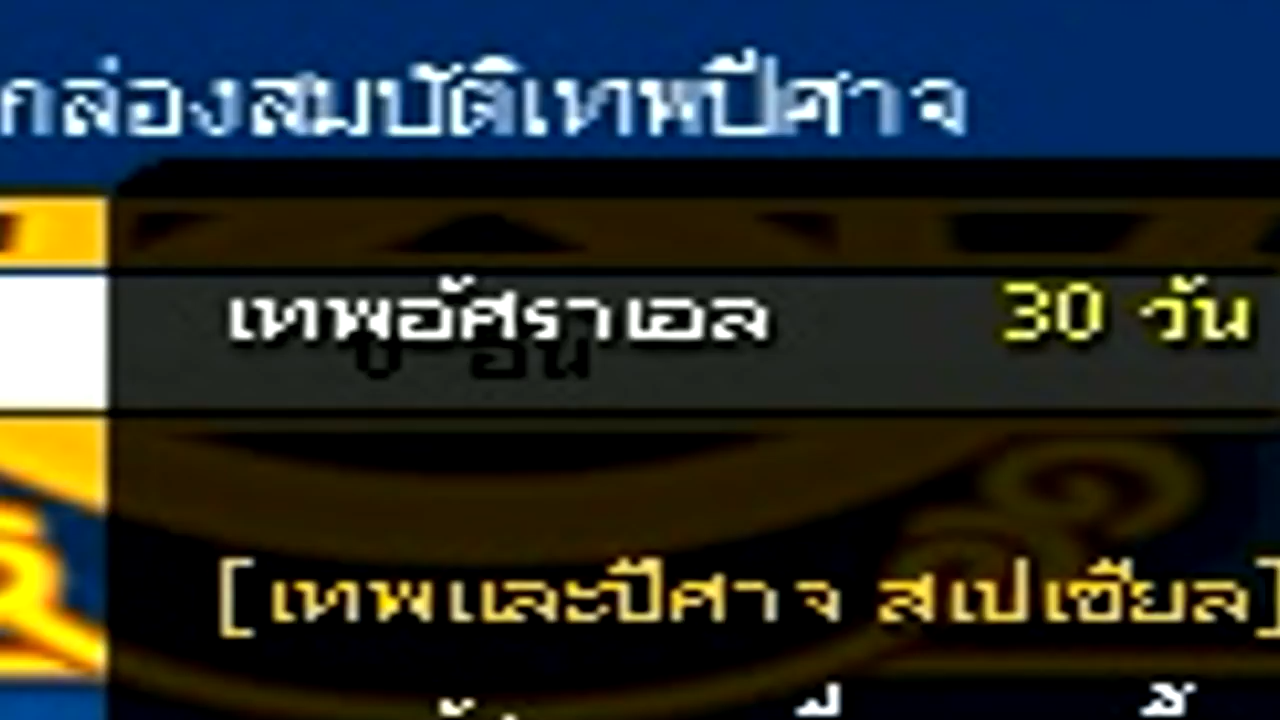 กล่องสมบัติเทพปีศาจ
เทพอัศราเอล 30 วัน
[เทพและปีศาจ สเปเชียล]